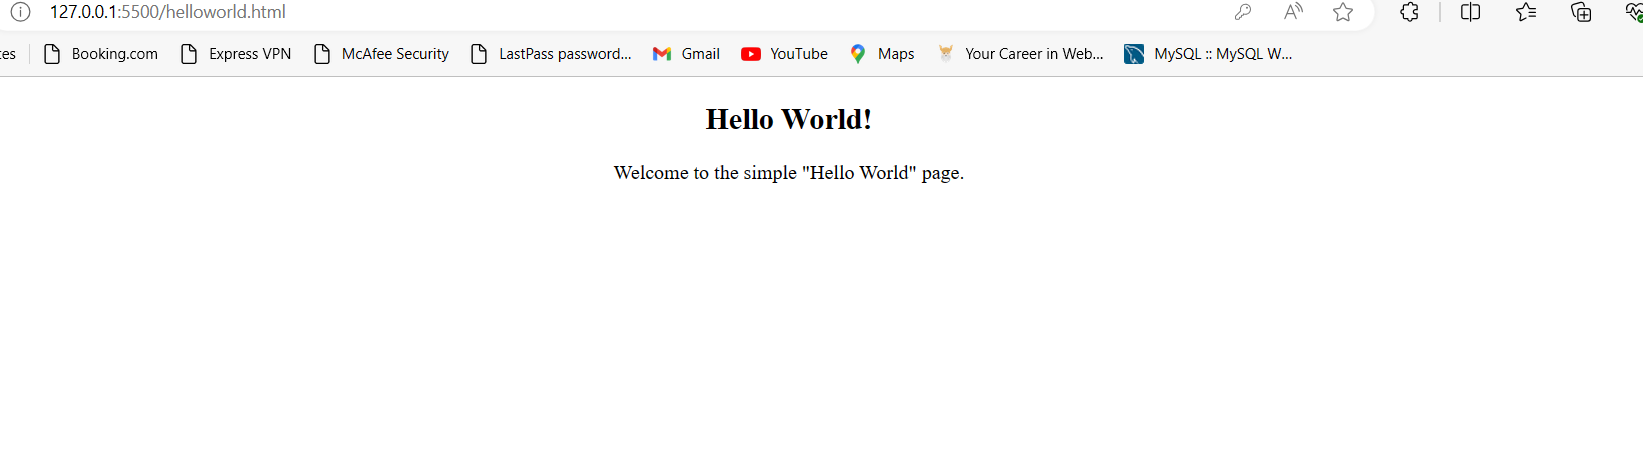 127.0.0.1:5500/helloworld.html
es Booking.com Express VPN McAfee Security LastPass password... Gmail YouTube Maps Your Career in Web... MySQL :: MySQL W...
Hello World!
Welcome to the simple "Hello World" page.